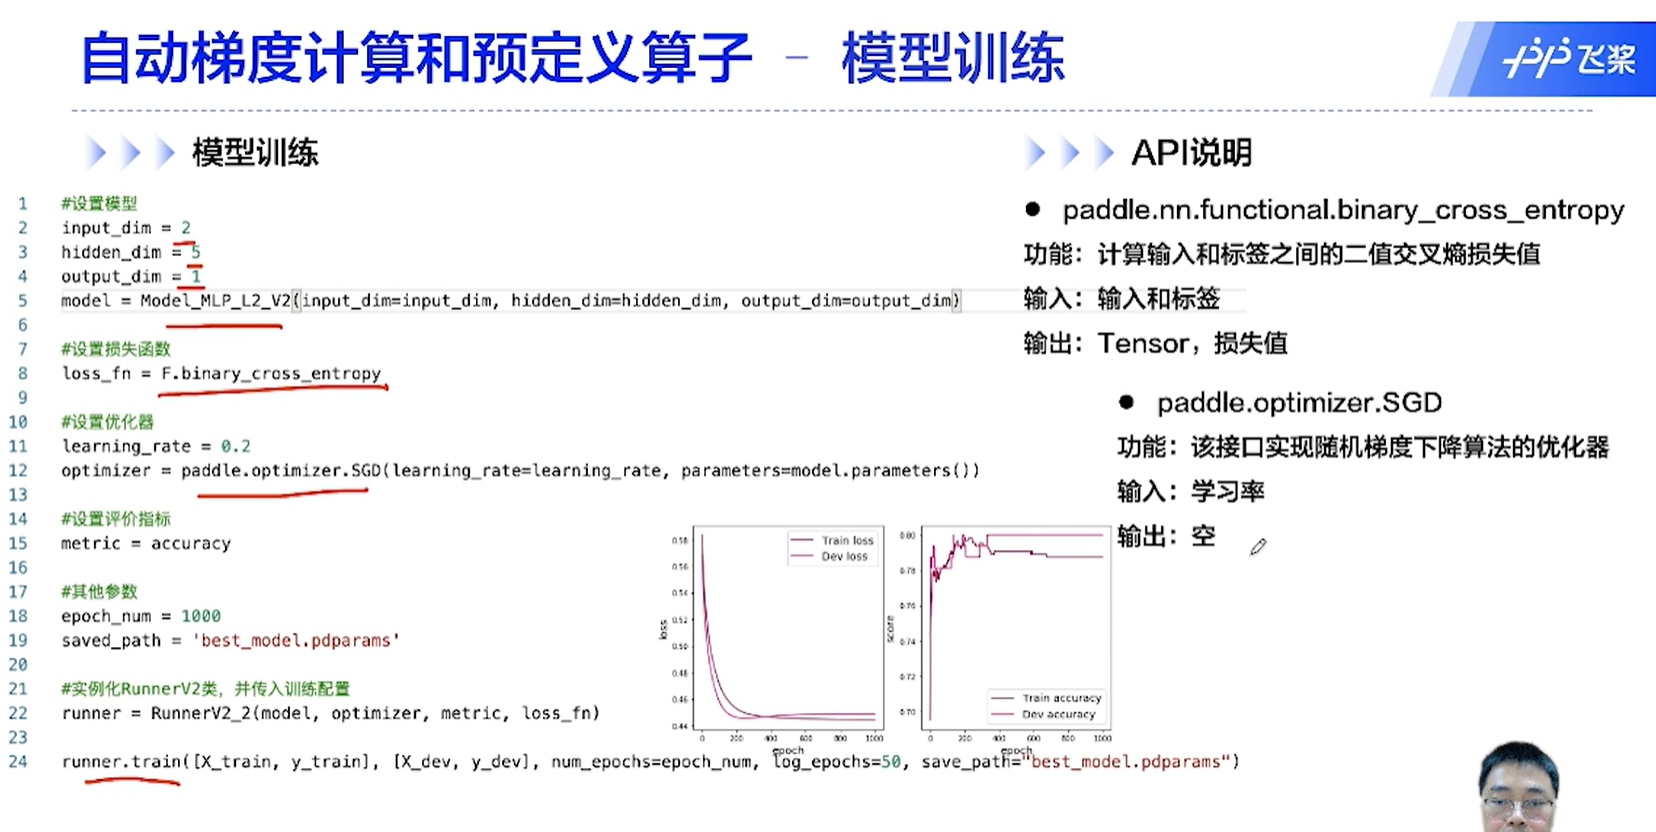 自动梯度计算和预定义算子 - 模型训练
飞桨
模型训练
1 #设置模型
2 input_dim = 2
3 hidden_dim = 5
4 output_dim = 1
5 model = Model_MLP_L2_V2(input_dim=input_dim, hidden_dim=hidden_dim, output_dim=output_dim)
6
7 #设置损失函数
8 loss_fn = F.binary_cross_entropy
9
10 #设置优化器
11 learning_rate = 0.2
12 optimizer = paddle.optimizer.SGD(learning_rate=learning_rate, parameters=model.parameters())
13
14 #设置评价指标
15 metric = accuracy
16
17 #其他参数
18 epoch_num = 1000
19 saved_path = 'best_model.pdparams'
20
21 #实例化RunnerV2类，并传入训练配置
22 runner = RunnerV2_2(model, optimizer, metric, loss_fn)
23
24 runner.train([X_train, y_train], [X_dev, y_dev], num_epochs=epoch_num, log_epochs=50, save_path="best_model.pdparams")
Train loss
Dev loss
loss
0.58
0.56
0.54
0.52
0.50
0.48
0.46
0.44
0 200 400 600 800 1000
epoch
score
0.80
0.78
0.76
0.74
0.72
0.70
Train accuracy
Dev accuracy
0 200 400 600 800 1000
epoch
API说明
● paddle.nn.functional.binary_cross_entropy
功能：计算输入和标签之间的二值交叉熵损失值
输入：输入和标签
输出：Tensor，损失值
● paddle.optimizer.SGD
功能：该接口实现随机梯度下降算法的优化器
输入：学习率
输出：空